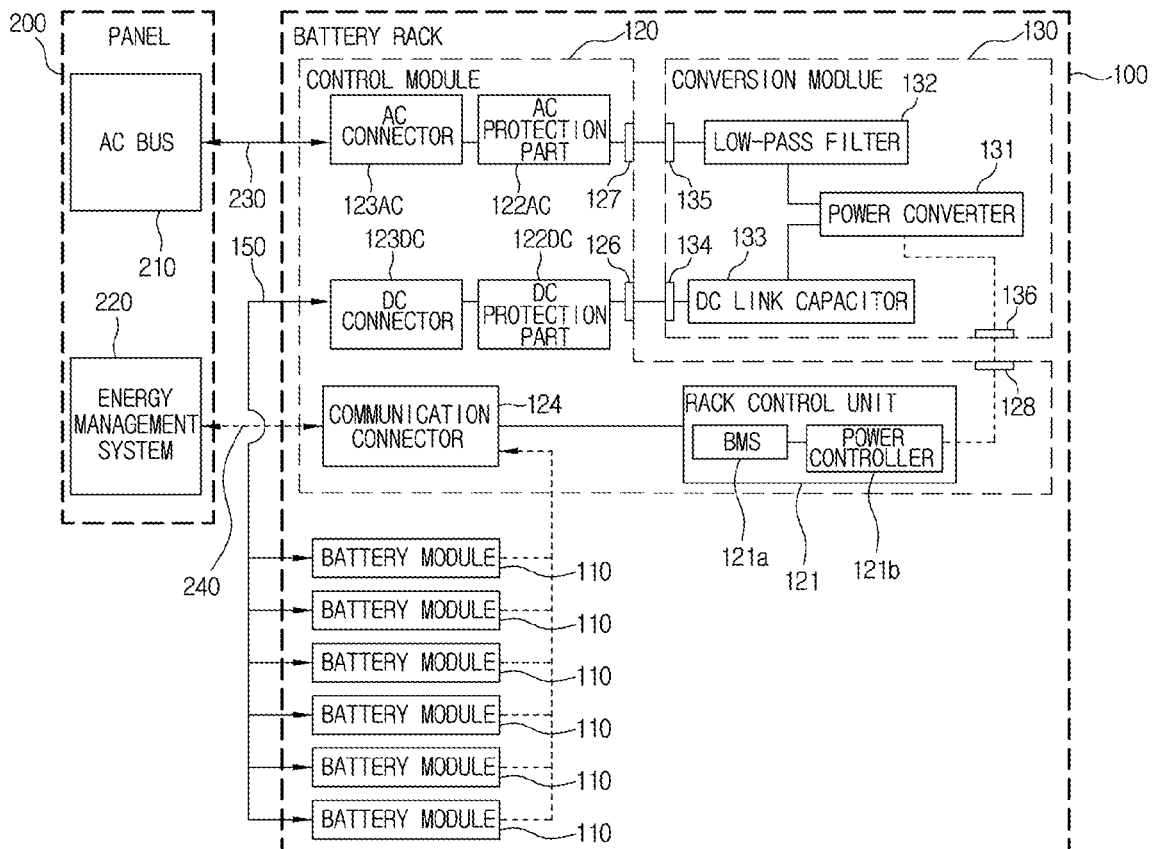 200
PANEL
AC BUS
210
220
ENERGY
MANAGEMENT
SYSTEM
230
150
240
BATTERY RACK
100
120
CONTROL MODULE
AC
CONNECTOR
123AC
AC
PROTECTION
PART
122AC
127
123DC
DC
CONNECTOR
122DC
DC
PROTECTION
PART
126
130
CONVERSION MODLUE
132
LOW-PASS FILTER
135
131
POWER CONVERTER
134
133
DC LINK CAPACITOR
136
128
COMMUNICATION
CONNECTOR
124
RACK CONTROL UNIT
BMS
POWER
CONTROLLER
121a
121
121b
BATTERY MODULE
110
BATTERY MODULE
110
BATTERY MODULE
110
BATTERY MODULE
110
BATTERY MODULE
110
BATTERY MODULE
110